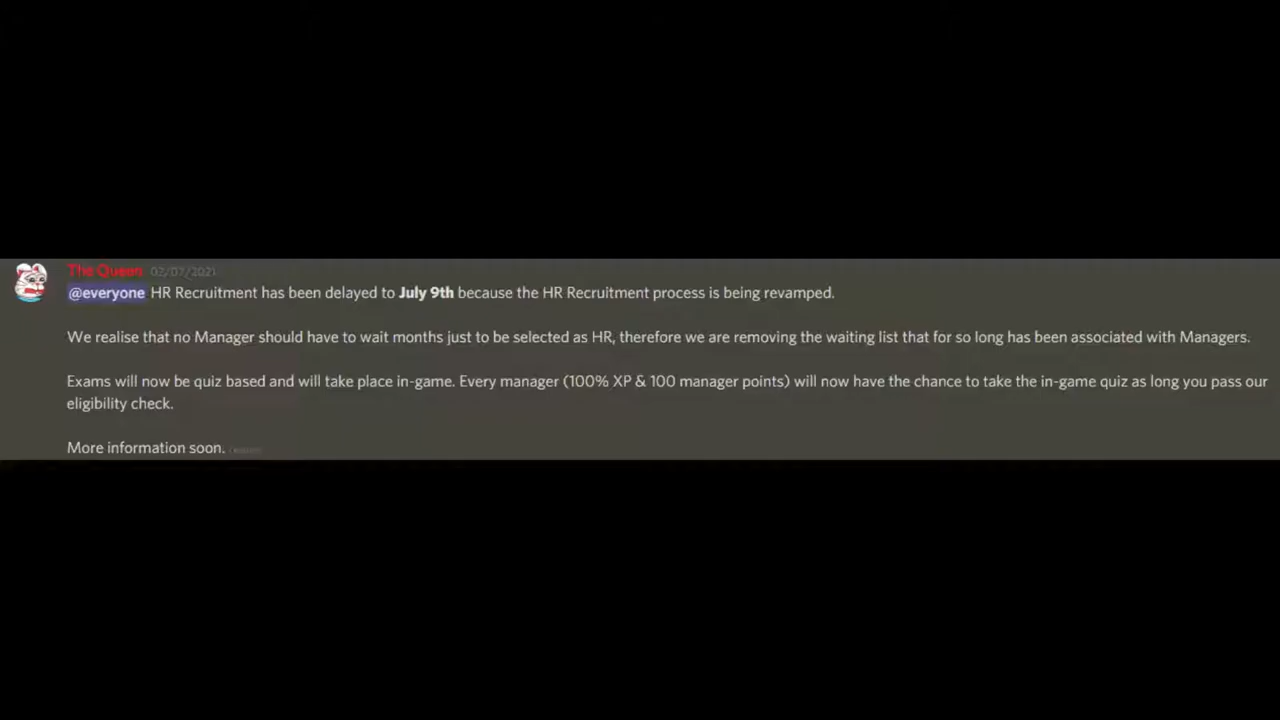 The Queen 02/07/2021
@everyone HR Recruitment has been delayed to July 9th because the HR Recruitment process is being revamped.
We realise that no Manager should have to wait months just to be selected as HR, therefore we are removing the waiting list that for so long has been associated with Managers.
Exams will now be quiz based and will take place in-game. Every manager (100% XP & 100 manager points) will now have the chance to take the in-game quiz as long you pass our
eligibility check.
More information soon.